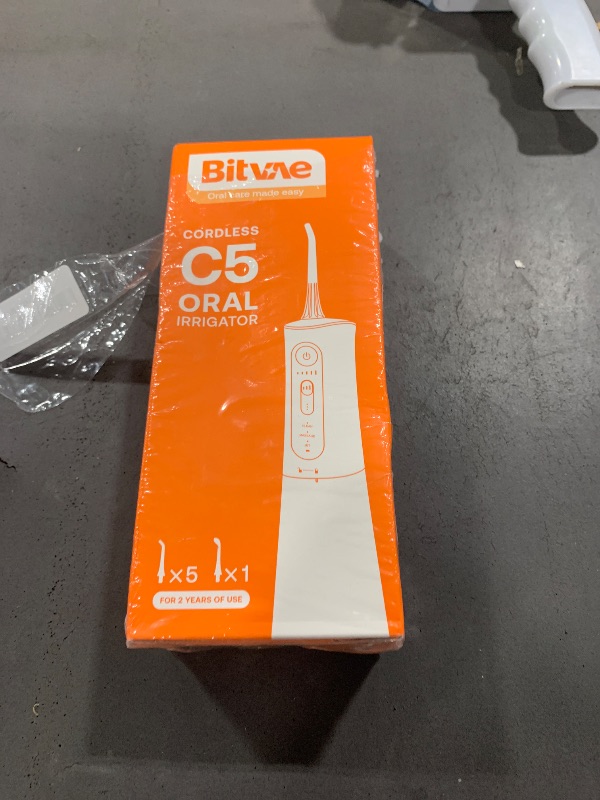 Bitvae
Oral care made easy
CORDLESS
C5
ORAL
IRRIGATOR
x5 x1
FOR 2 YEARS OF USE